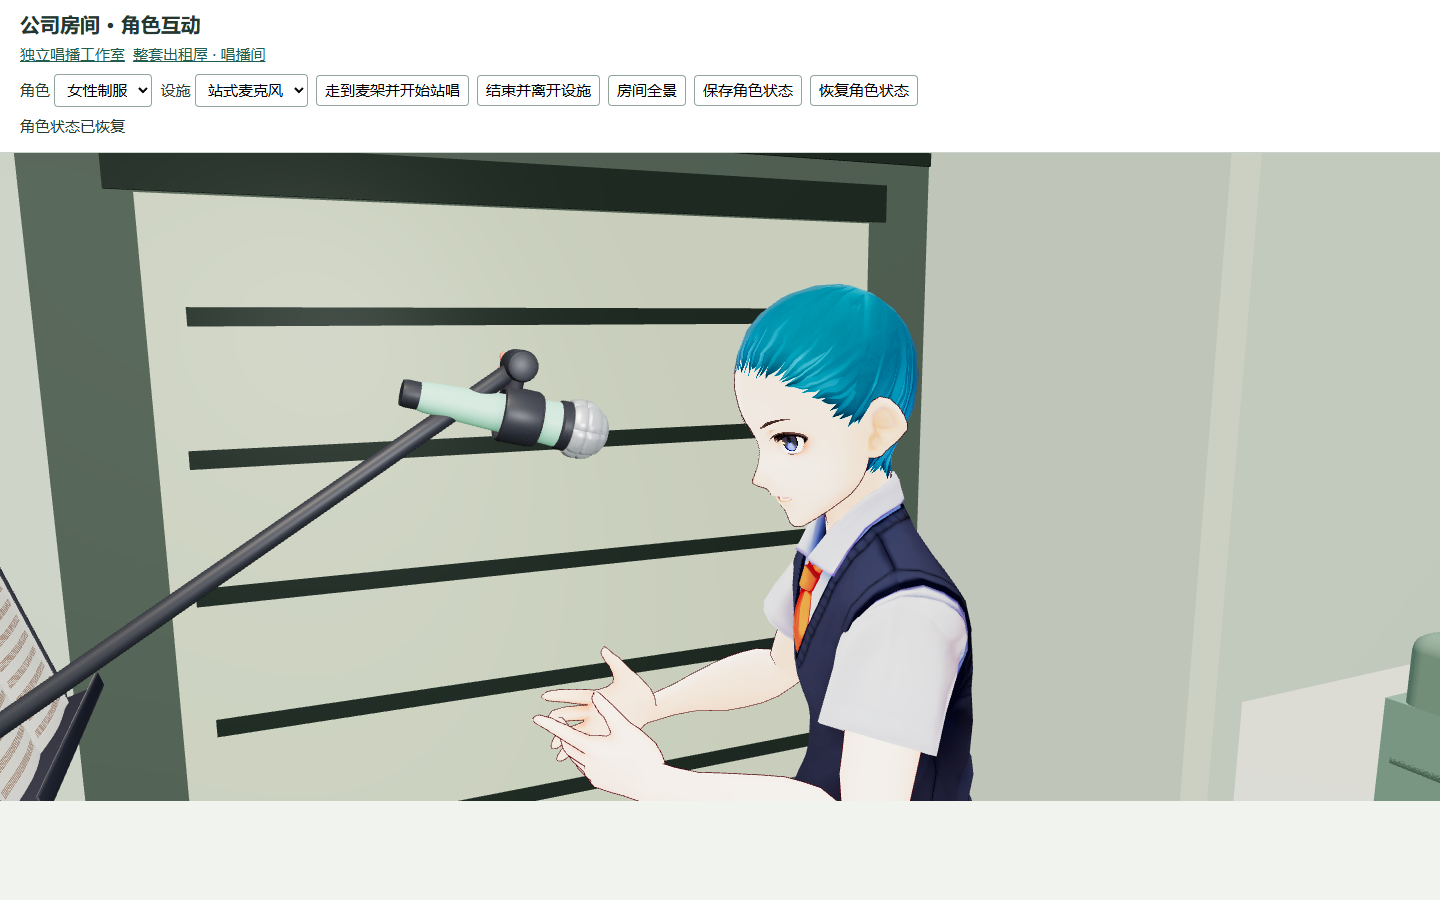 公司房间・角色互动
独立唱播工作室 整套出租屋 · 唱播间
角色 女性制服 设施 站式麦克风 走到麦架并开始站唱 结束并离开设施 房间全景 保存角色状态 恢复角色状态
角色状态已恢复